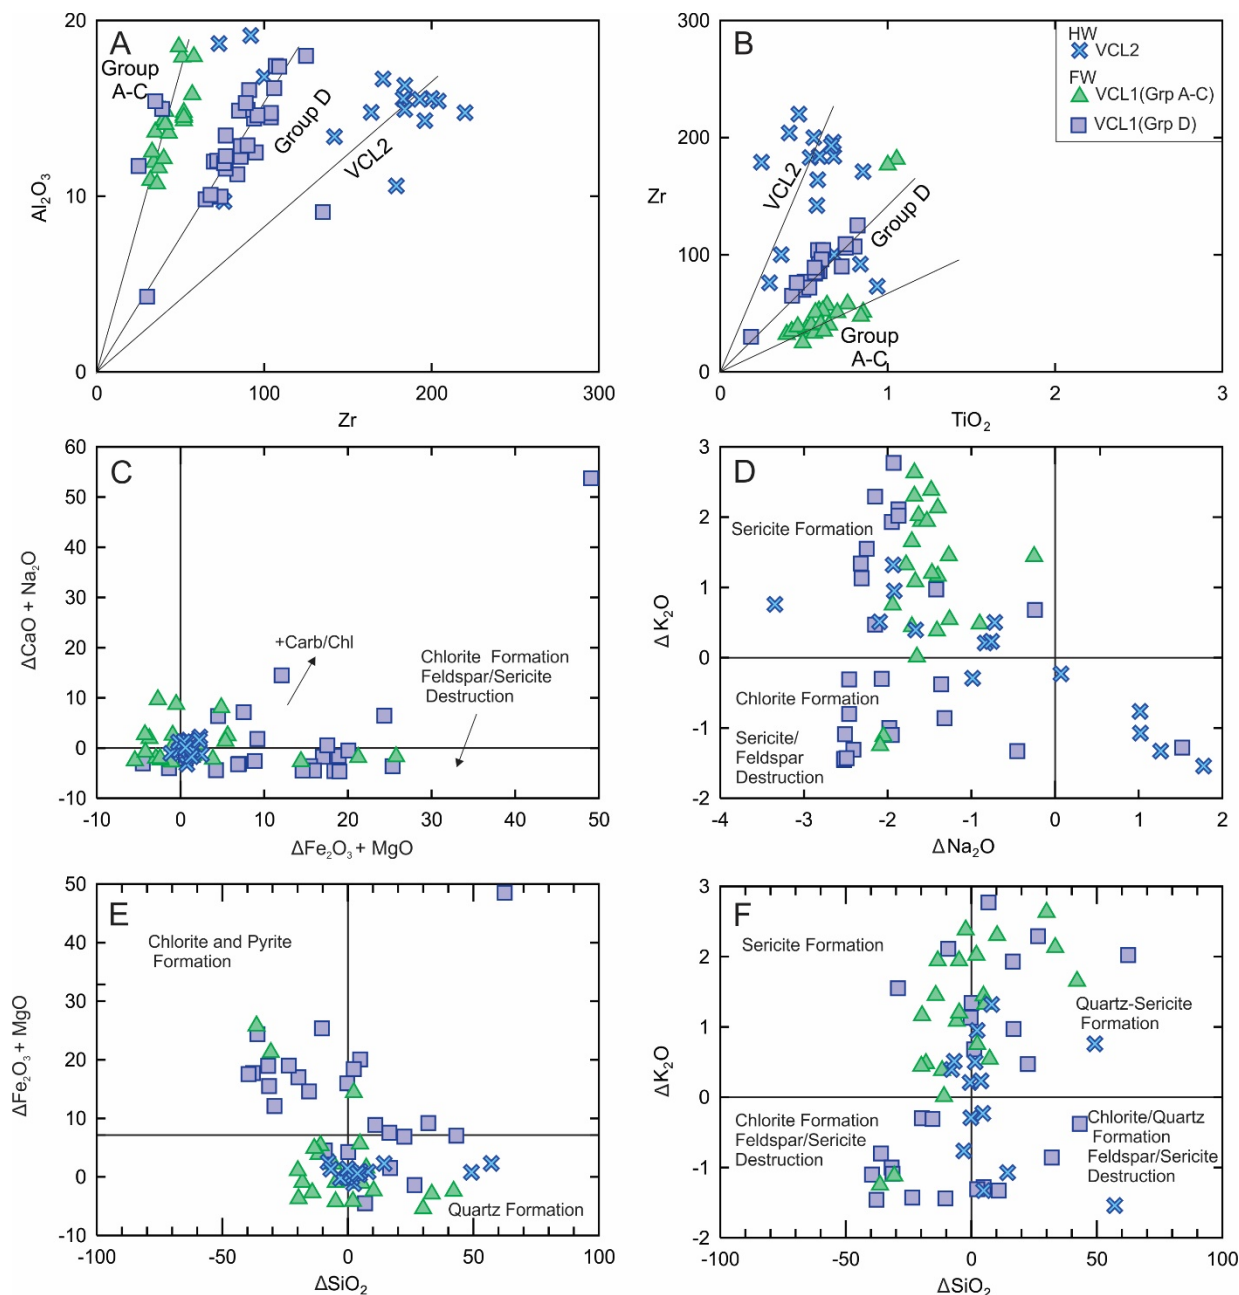 A
20
10
0
Al₂O₃
0
100
200
300
Zr
Group
A-C
Group D
VCL2
B
300
200
100
0
Zr
0
1
2
3
TiO₂
VCL2
Group D
Group
A-C
HW
VCL2
FW
VCL1(Grp A-C)
VCL1(Grp D)
C
60
50
40
30
20
10
0
-10
ΔCaO + Na₂O
-10
0
10
20
30
40
50
ΔFe₂O₃ + MgO
+Carb/Chl
Chlorite Formation
Feldspar/Sericite
Destruction
D
3
2
1
0
-1
-2
ΔK₂O
-4
-3
-2
-1
0
1
2
ΔNa₂O
Sericite Formation
Chlorite Formation
Sericite/
Feldspar
Destruction
E
50
40
30
20
10
0
-10
ΔFe₂O₃ + MgO
-100
-50
0
50
100
ΔSiO₂
Chlorite and Pyrite
Formation
Quartz Formation
F
3
2
1
0
-1
-2
ΔK₂O
-100
-50
0
50
100
ΔSiO₂
Sericite Formation
Quartz-Sericite
Formation
Chlorite Formation
Feldspar/Sericite
Destruction
Chlorite/Quartz
Formation
Feldspar/Sericite
Destruction